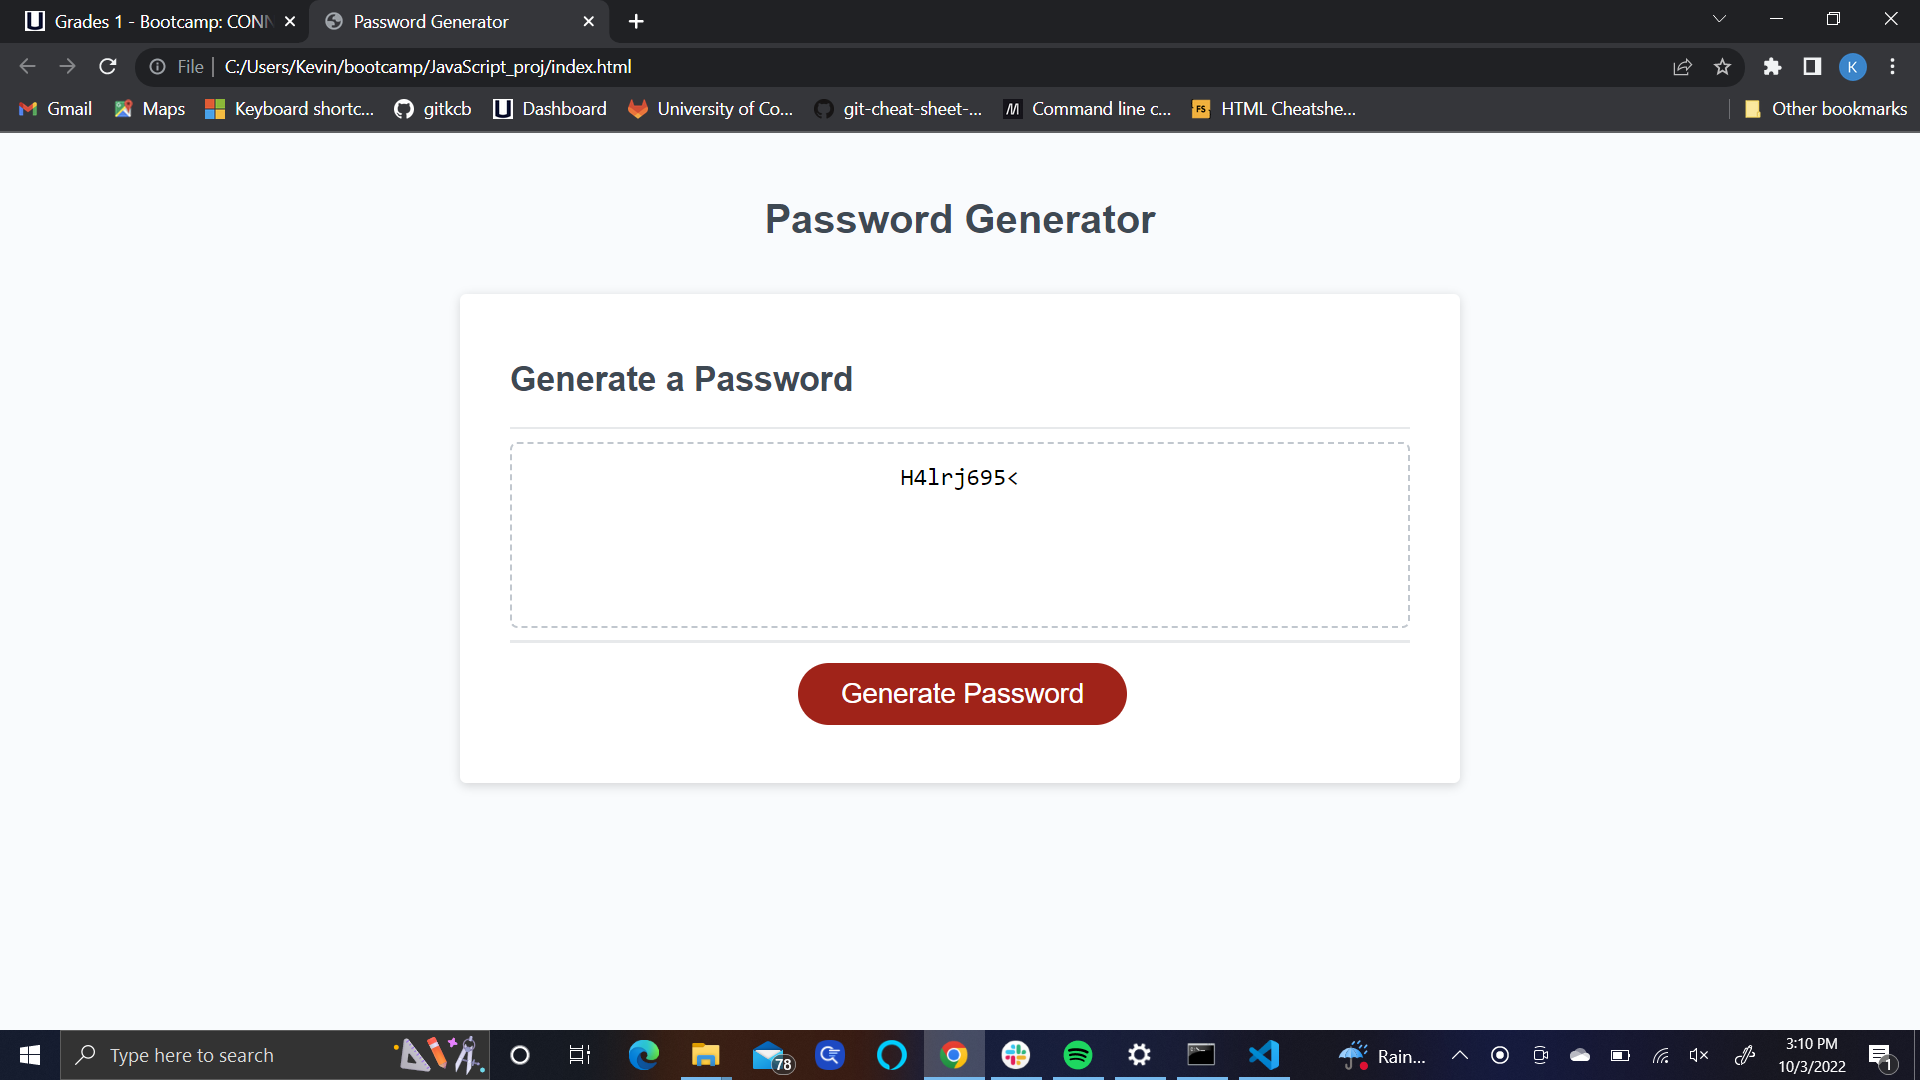 Grades 1 - Bootcamp: CONN
Password Generator
File
C:/Users/Kevin/bootcamp/JavaScript_proj/index.html
K
Gmail
Maps
Keyboard shortc...
gitkcb
Dashboard
University of Co...
git-cheat-sheet-...
Command line c...
FS
HTML Cheatshe...
Other bookmarks
Password Generator
Generate a Password
H4lrj695<
Generate Password
Type here to search
78
Rain...
3:10 PM
10/3/2022
1